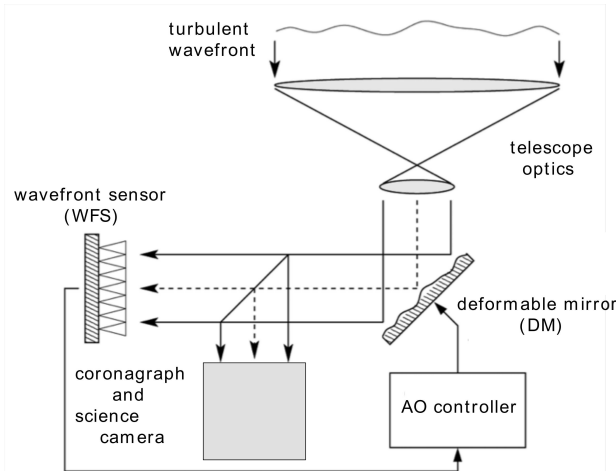 turbulent
wavefront
telescope
optics
wavefront sensor
(WFS)
deformable mirror
(DM)
coronagraph
and
science
camera
AO controller